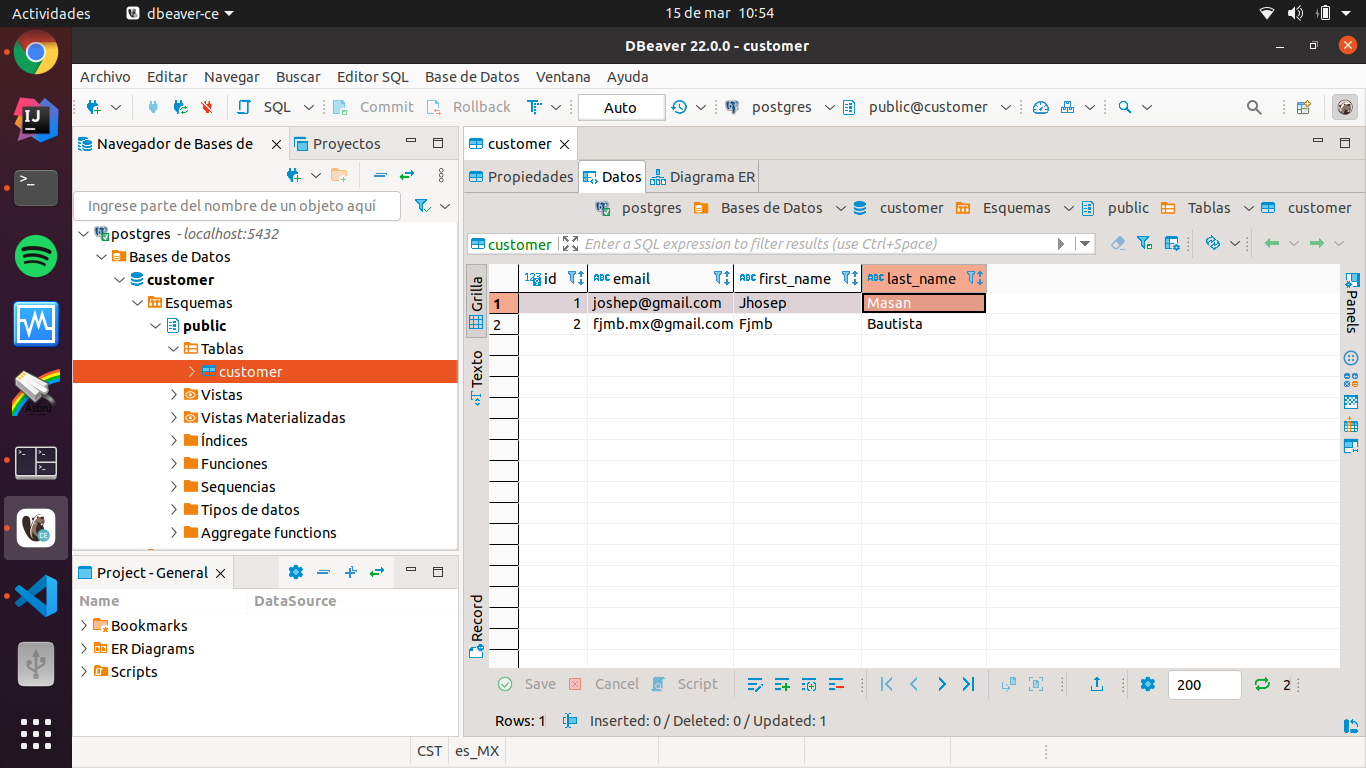 Actividades dbeaver-ce 15 de mar 10:54
DBeaver 22.0.0 - customer
Archivo Editar Navegar Buscar Editor SQL Base de Datos Ventana Ayuda
SQL Commit Rollback T Auto postgres public@customer
Navegador de Bases de Proyectos
Ingrese parte del nombre de un objeto aquí
postgres - localhost:5432
Bases de Datos
customer
Esquemas
public
Tablas
customer
Vistas
Vistas Materializadas
Índices
Funciones
Sequencias
Tipos de datos
Aggregate functions
Project - General
Name DataSource
Bookmarks
ER Diagrams
Scripts
customer
Propiedades Datos Diagrama ER
postgres Bases de Datos customer Esquemas public Tablas customer
customer Enter a SQL expression to filter results (use Ctrl+Space)
Grilla
Texto
Record
123 id ABC email ABC first_name ABC last_name
1 1 joshep@gmail.com Jhosep Masan
2 2 fjmb.mx@gmail.com Fjmb Bautista
Panels
Save Cancel Script 200 2
Rows: 1 Inserted: 0 / Deleted: 0 / Updated: 1
CST es_MX
IJ
Asbru
CE